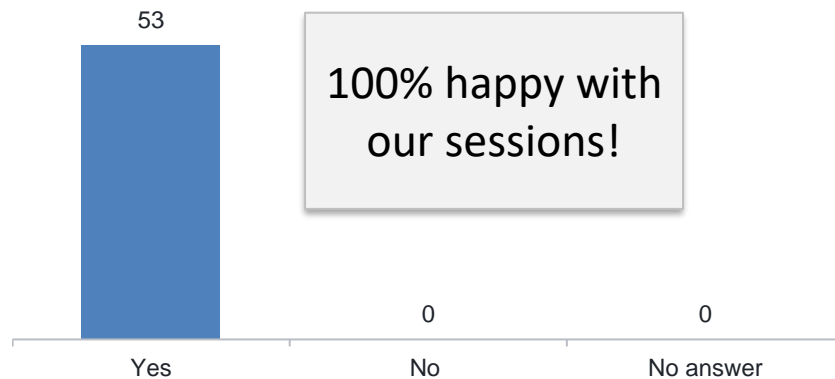 53
100% happy with
our sessions!
0 0
Yes No No answer